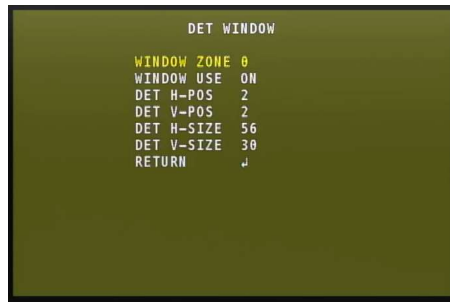 DET WINDOW
WINDOW ZONE 0
WINDOW USE ON
DET H-POS 2
DET V-POS 2
DET H-SIZE 56
DET V-SIZE 30
RETURN ↲